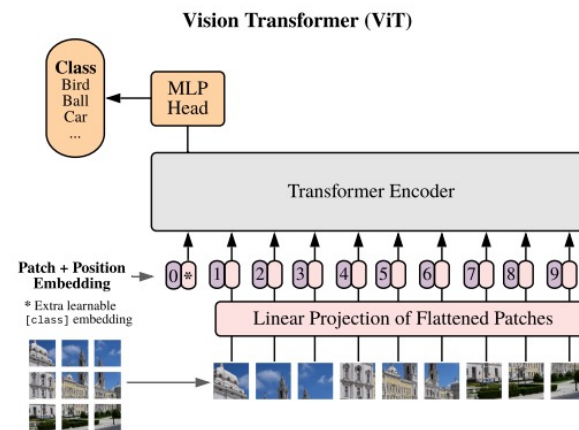 Vision Transformer (ViT)
Class
Bird
Ball
Car
...
MLP
Head
Transformer Encoder
Patch + Position
Embedding
0 * 1 2 3 4 5 6 7 8 9
* Extra learnable
[class] embedding
Linear Projection of Flattened Patches